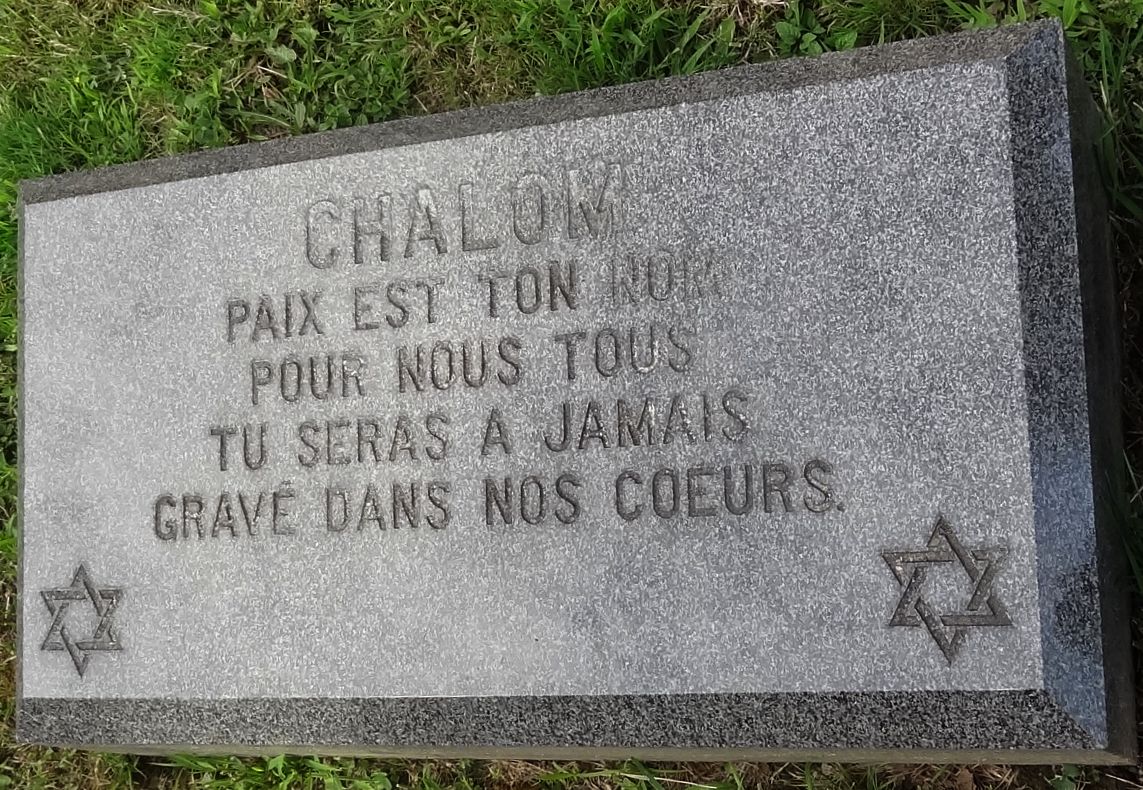 CHALOM
PAIX EST TON NOM
POUR NOUS TOUS
TU SERAS A JAMAIS
GRAVÉ DANS NOS COEURS.